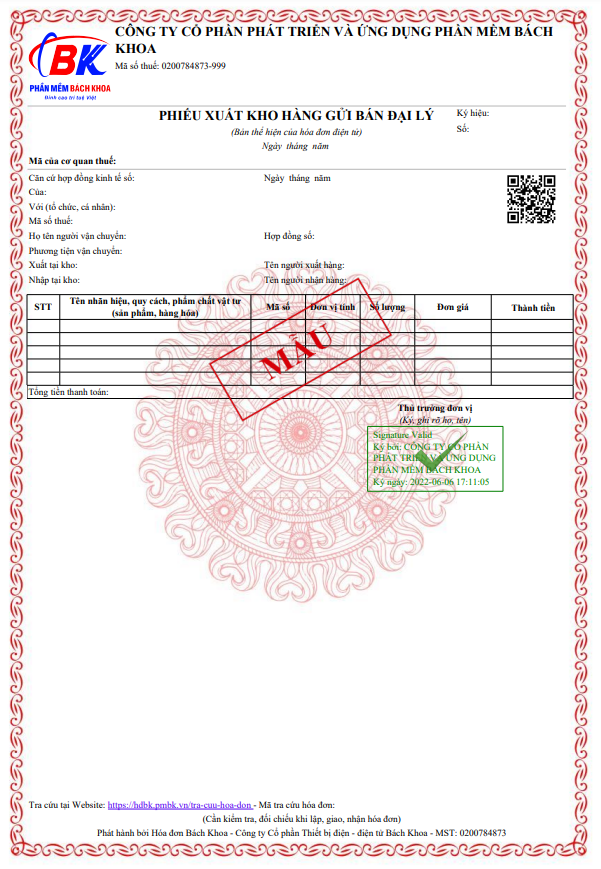 CÔNG TY CỔ PHẦN PHÁT TRIỂN VÀ ỨNG DỤNG PHẦN MỀM BÁCH
KHOA
Mã số thuế: 0200784873-999
BK
PHẦN MỀM BÁCH KHOA
Đỉnh cao trí tuệ Việt
PHIẾU XUẤT KHO HÀNG GỬI BÁN ĐẠI LÝ
Ký hiệu:
(Bản thể hiện của hóa đơn điện tử)
Số:
Ngày tháng năm
Mã của cơ quan thuế:
Căn cứ hợp đồng kinh tế số: Ngày tháng năm
Của:
Với (tổ chức, cá nhân):
Mã số thuế:
Họ tên người vận chuyển: Hợp đồng số:
Phương tiện vận chuyển:
Xuất tại kho: Tên người xuất hàng:
Nhập tại kho: Tên người nhận hàng:
STT Tên nhãn hiệu, quy cách, phẩm chất vật tư (sản phẩm, hàng hóa) Mã số Đơn vị tính Số lượng Đơn giá Thành tiền
MẪU
Tổng tiền thanh toán:
Thủ trưởng đơn vị
(Ký, ghi rõ họ, tên)
Signature Valid
Ký bởi: CÔNG TY CỔ PHẦN
PHÁT TRIỂN VÀ ỨNG DỤNG
PHẦN MỀM BÁCH KHOA
Ký ngày: 2022-06-06 17:11:05
Tra cứu tại Website: https://hdbk.pmbk.vn/tra-cuu-hoa-don - Mã tra cứu hóa đơn:
(Cần kiểm tra, đối chiếu khi lập, giao, nhận hóa đơn)
Phát hành bởi Hóa đơn Bách Khoa - Công ty Cổ phần Thiết bị điện - điện tử Bách Khoa - MST: 0200784873